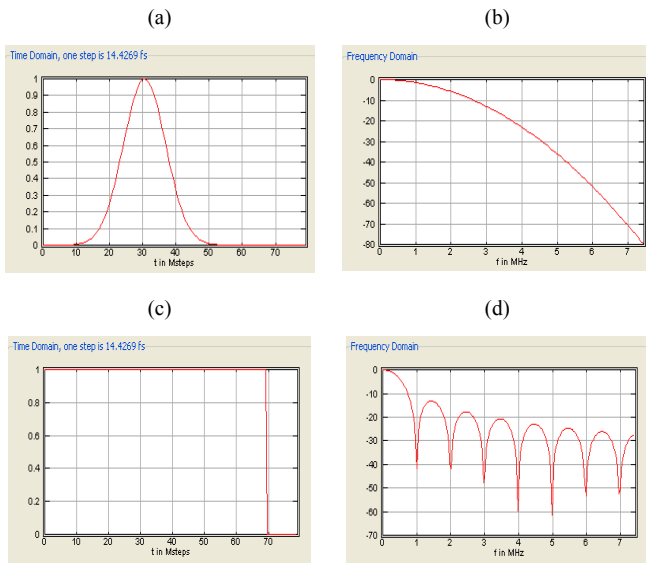 (a)
(b)
Time Domain, one step is 14.4269 fs
1
0.9
0.8
0.7
0.6
0.5
0.4
0.3
0.2
0.1
0
0 10 20 30 40 50 60 70
t in Msteps
Frequency Domain
0
-10
-20
-30
-40
-50
-60
-70
-80
0 1 2 3 4 5 6 7
f in MHz
(c)
(d)
Time Domain, one step is 14.4269 fs
1
0.8
0.6
0.4
0.2
0
0 10 20 30 40 50 60 70
t in Msteps
Frequency Domain
0
-10
-20
-30
-40
-50
-60
-70
0 1 2 3 4 5 6 7
f in MHz